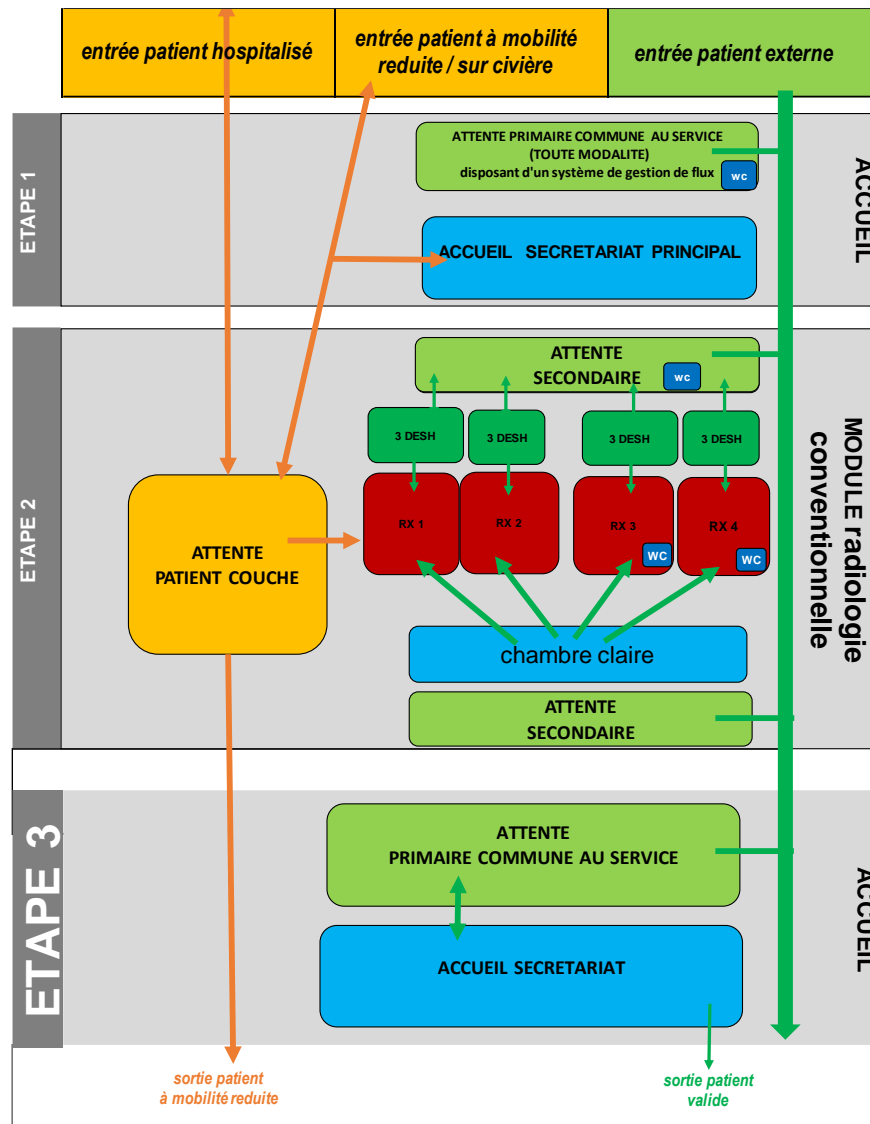 entrée patient hospitalisé
entrée patient à mobilité
reduite / sur civière
entrée patient externe
ETAPE 1
ATTENTE PRIMAIRE COMMUNE AU SERVICE
(TOUTE MODALITE)
disposant d'un système de gestion de flux
wc
ACCUEIL SECRETARIAT PRINCIPAL
ACCUEIL
ETAPE 2
ATTENTE
SECONDAIRE
wc
3 DESH
3 DESH
3 DESH
3 DESH
RX 1
RX 2
RX 3
WC
RX 4
WC
ATTENTE
PATIENT COUCHE
chambre claire
ATTENTE
SECONDAIRE
MODULE radiologie
conventionnelle
ETAPE 3
ATTENTE
PRIMAIRE COMMUNE AU SERVICE
ACCUEIL SECRETARIAT
ACCUEIL
sortie patient
à mobilité reduite
sortie patient
valide